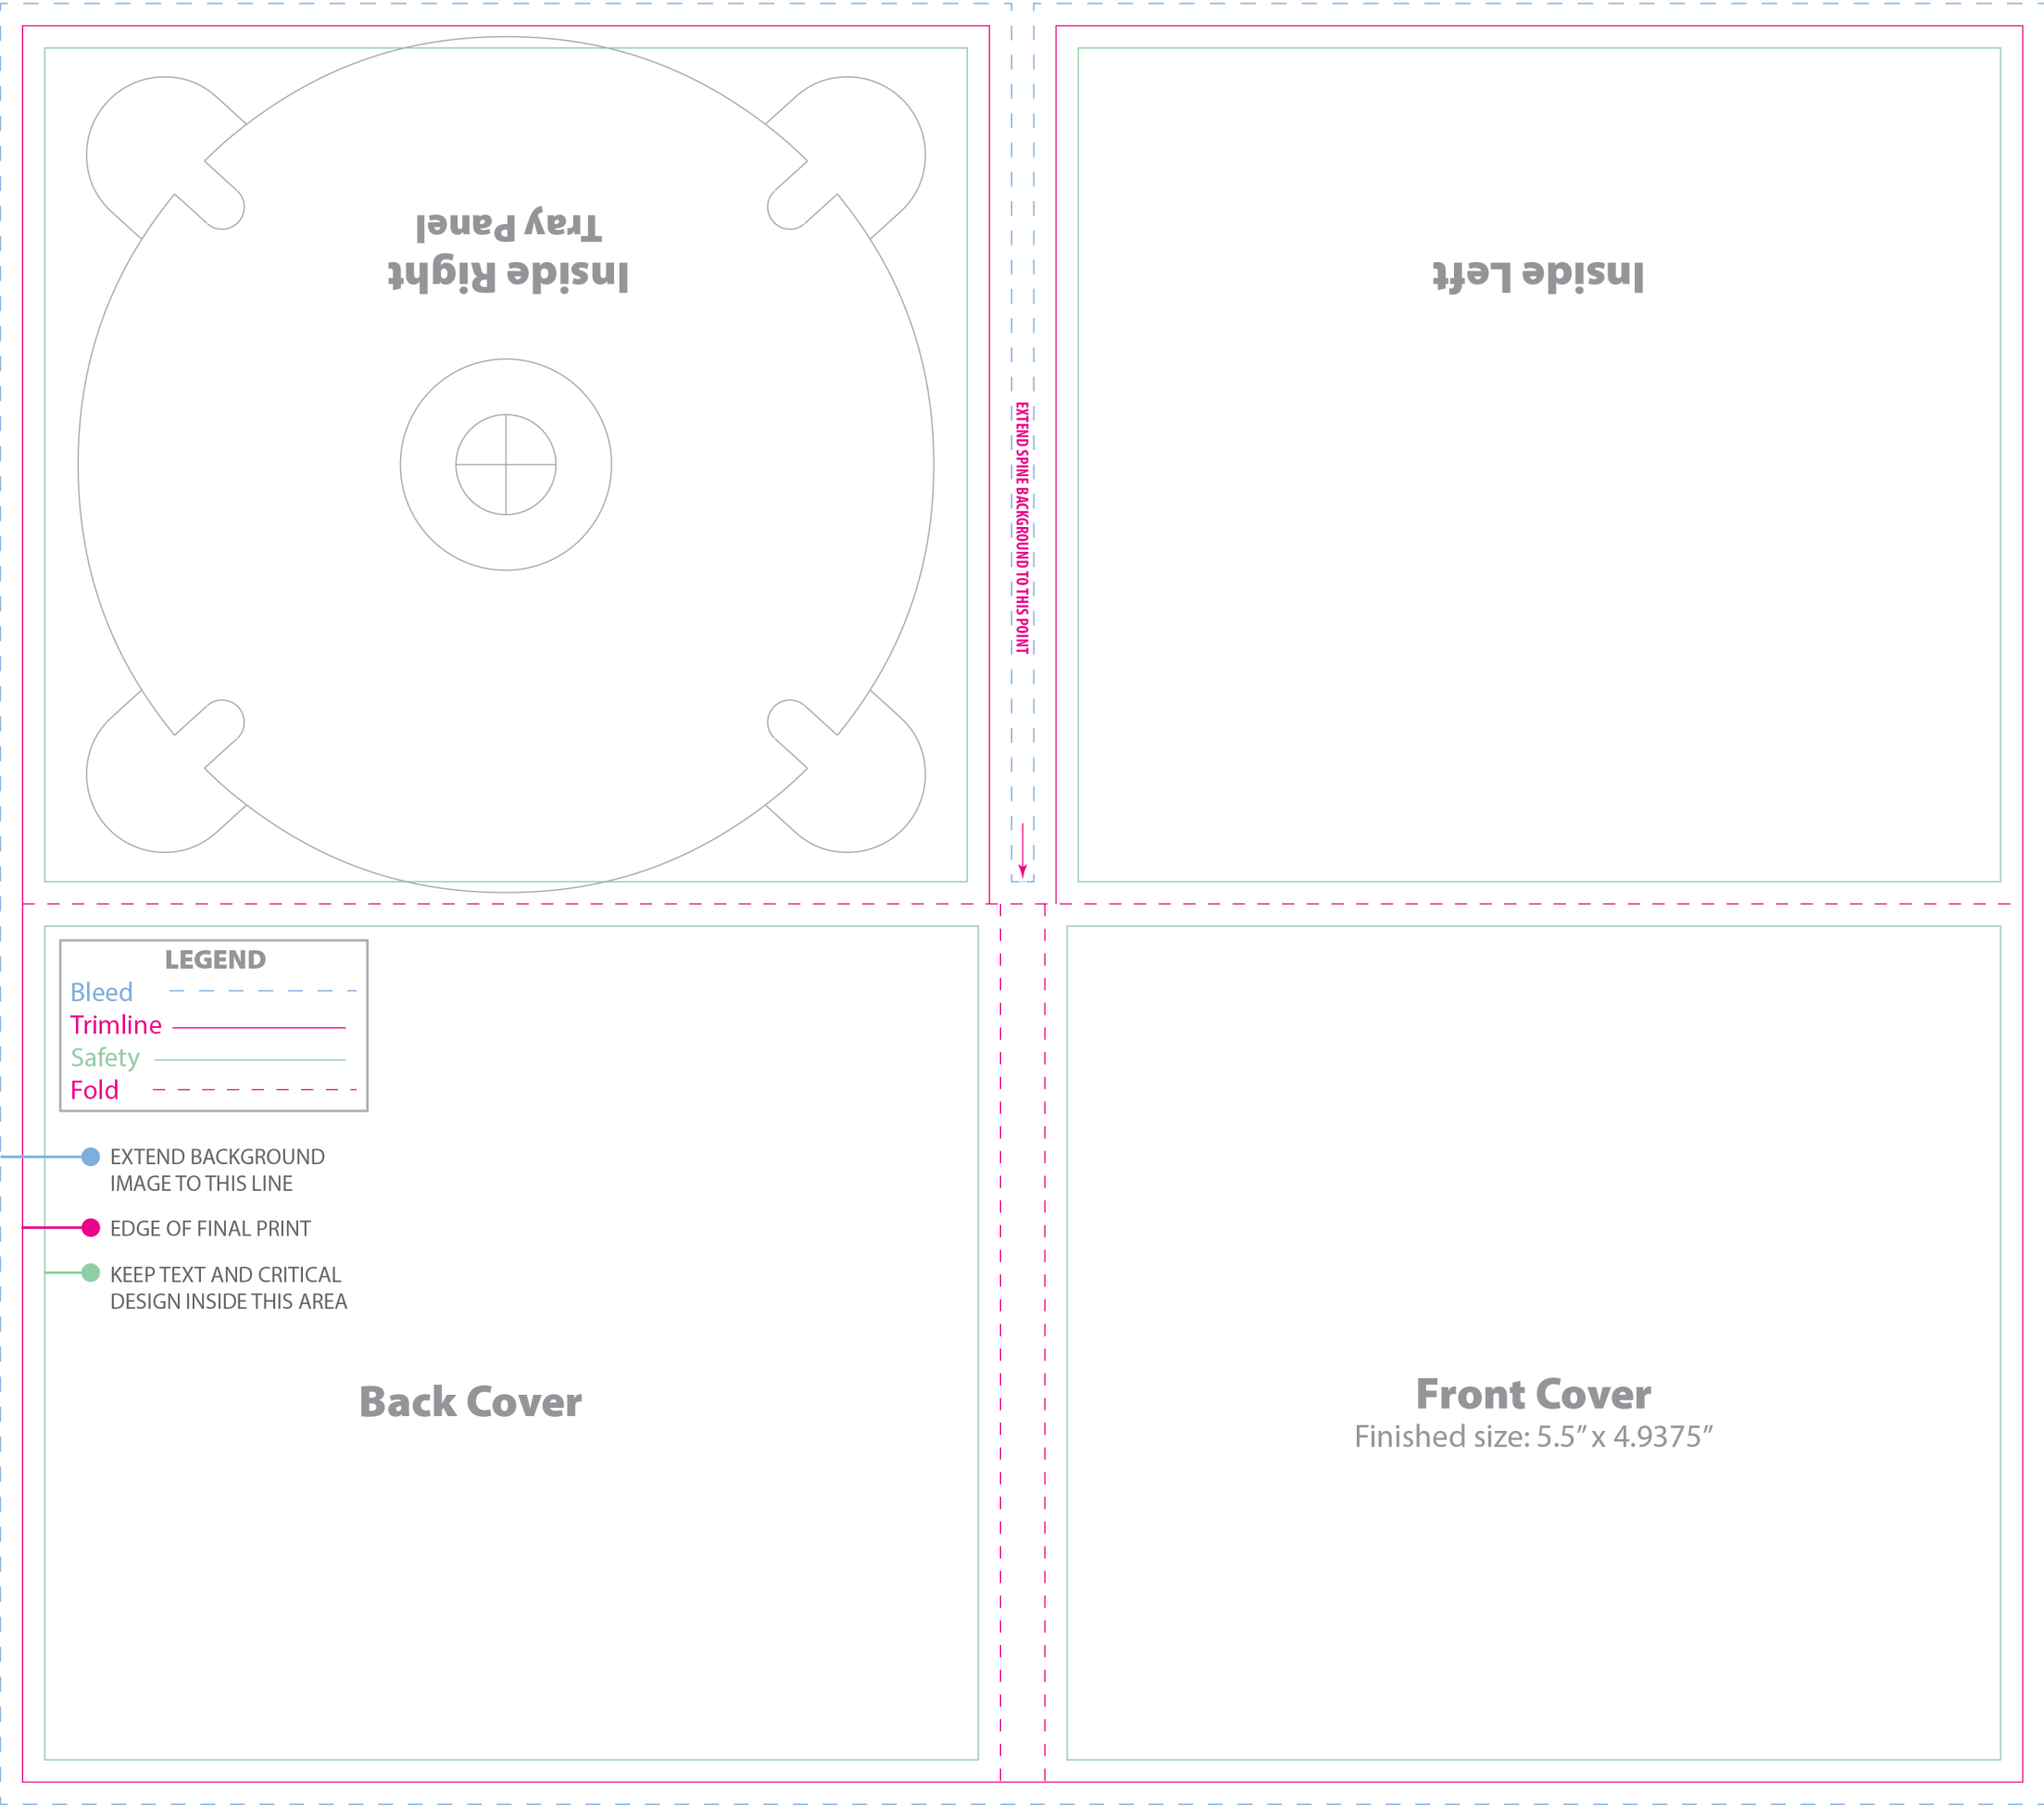 Inside Right
Tray Panel
Inside Left
EXTEND SPINE BACKGROUND TO THIS POINT
LEGEND
Bleed
Trimline
Safety
Fold
EXTEND BACKGROUND
IMAGE TO THIS LINE
EDGE OF FINAL PRINT
KEEP TEXT AND CRITICAL
DESIGN INSIDE THIS AREA
Back Cover
Front Cover
Finished size: 5.5” x 4.9375”